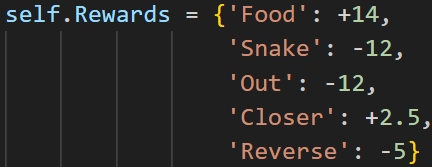 self.Rewards = {'Food': +14,
'Snake': -12,
'Out': -12,
'Closer': +2.5,
'Reverse': -5}